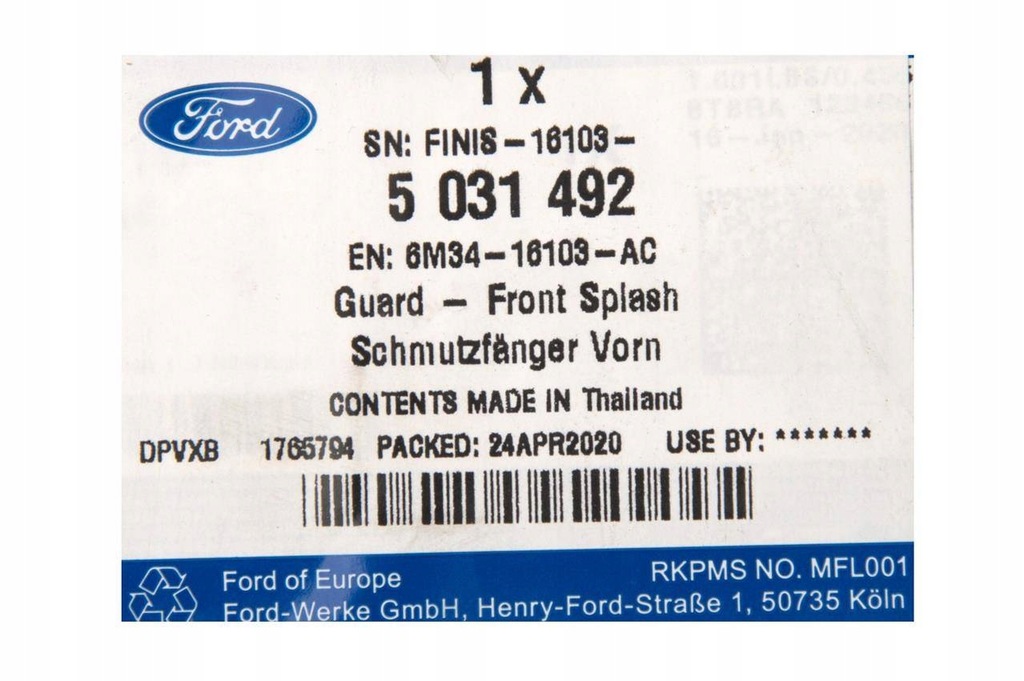 1 x
Ford
SN: FINIS-16103-
5 031 492
EN: 6M34-16103-AC
Guard - Front Splash
Schmutzfänger Vorn
CONTENTS MADE IN Thailand
DPVXB 1765794 PACKED: 24APR2020 USE BY: *******
Ford of Europe
RKPMS NO. MFL001
Ford-Werke GmbH, Henry-Ford-Straße 1, 50735 Köln